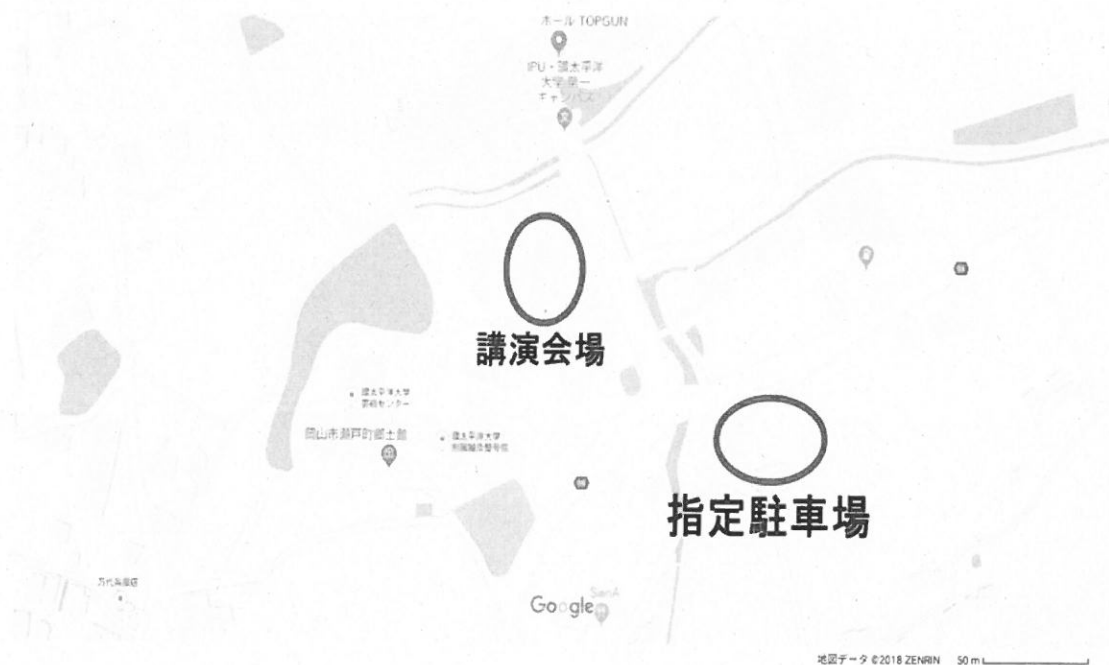 ホール TOPGUN
IPU・環太平洋
大学 第一
キャンパス
講演会場
環太平洋大学
岡山市瀬戸町郷土館
環太平洋大学
指定駐車場
Google
地図データ ©2018 ZENRIN 50 m